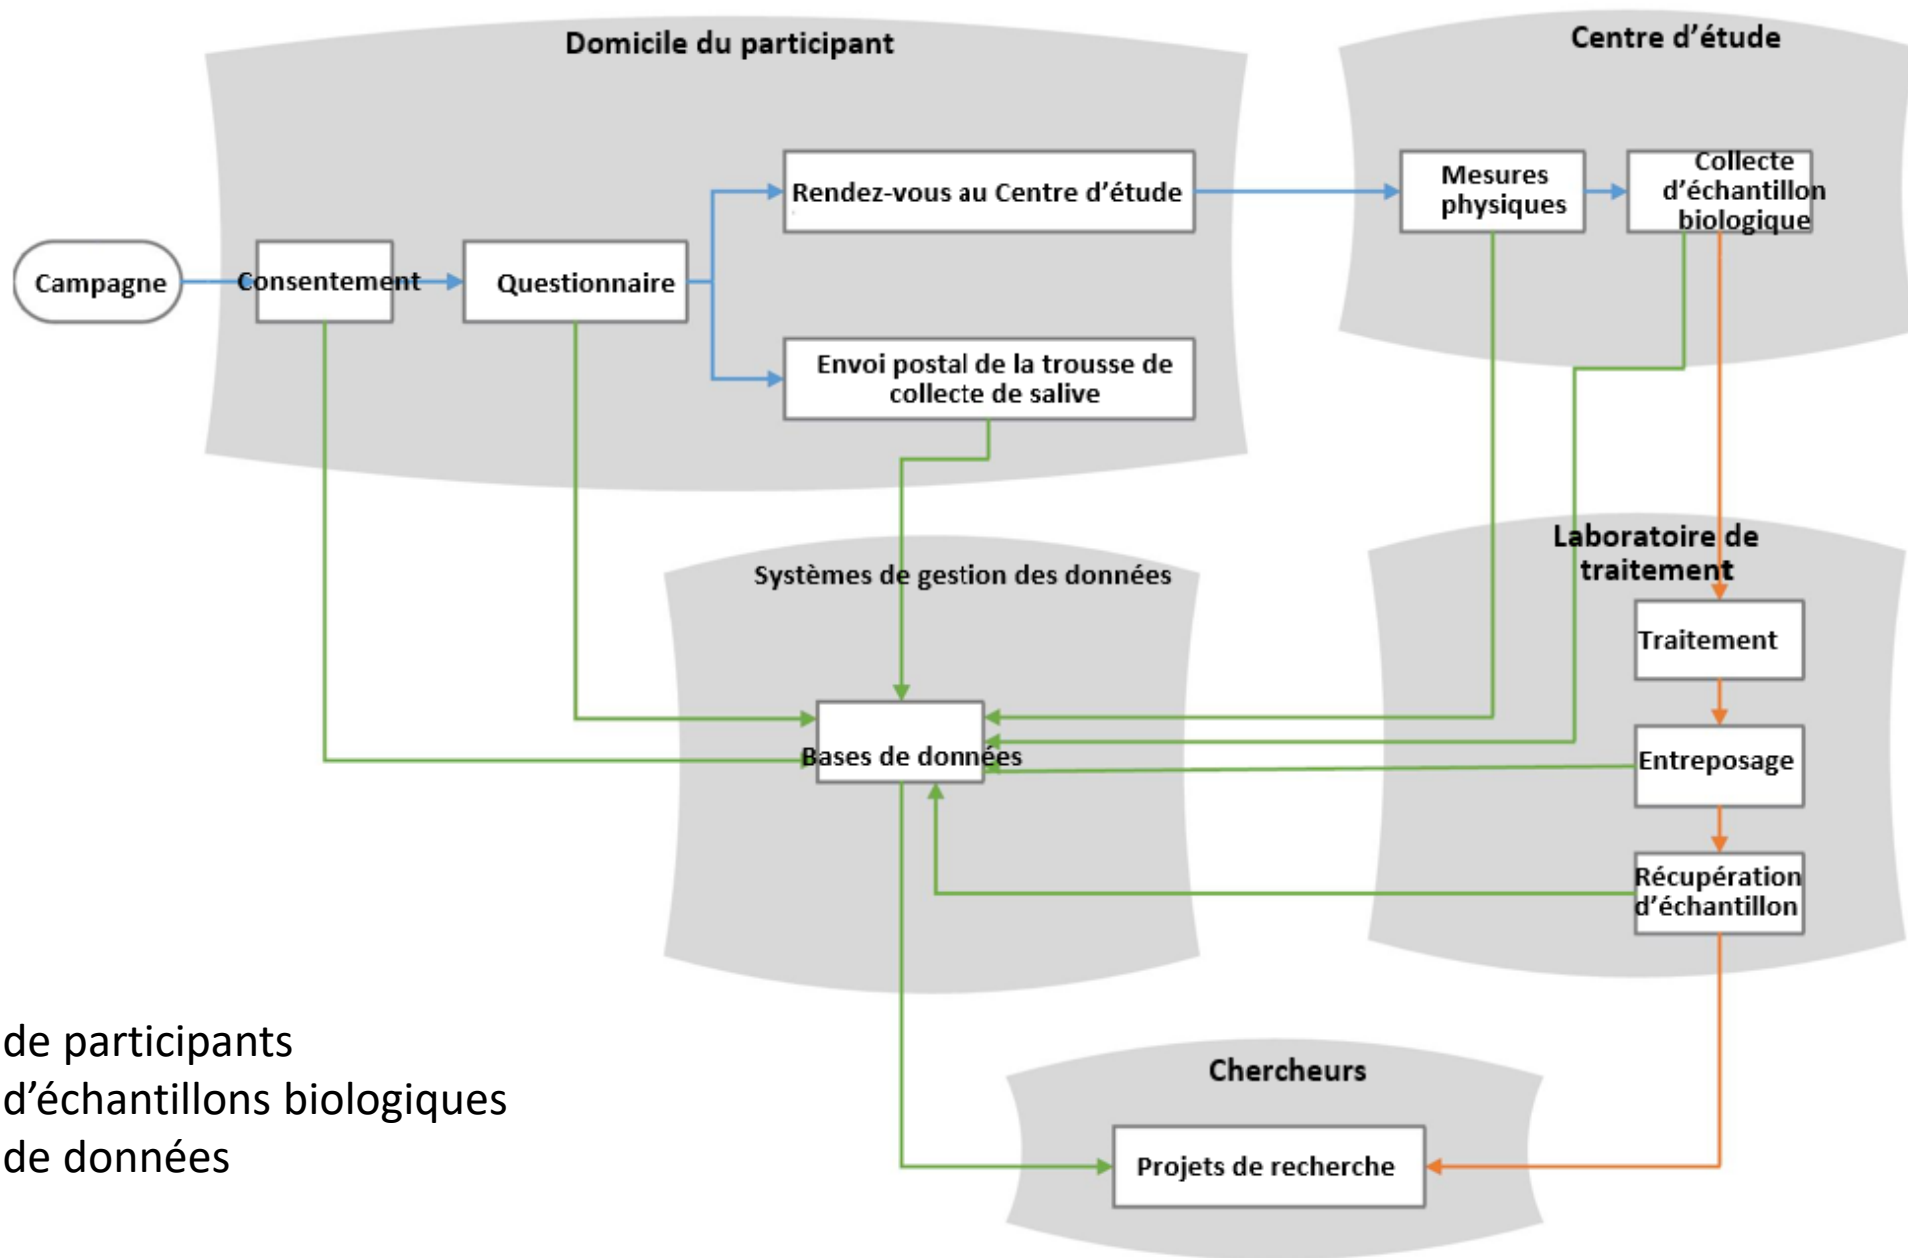 Domicile du participant
Centre d’étude
Rendez-vous au Centre d’étude
Mesures
physiques
Collecte
d’échantillon
biologique
Campagne
Consentement
Questionnaire
Envoi postal de la trousse de
collecte de salive
Systèmes de gestion des données
Laboratoire de
traitement
Traitement
Bases de données
Entreposage
Récupération
d’échantillon
de participants
d’échantillons biologiques
de données
Chercheurs
Projets de recherche